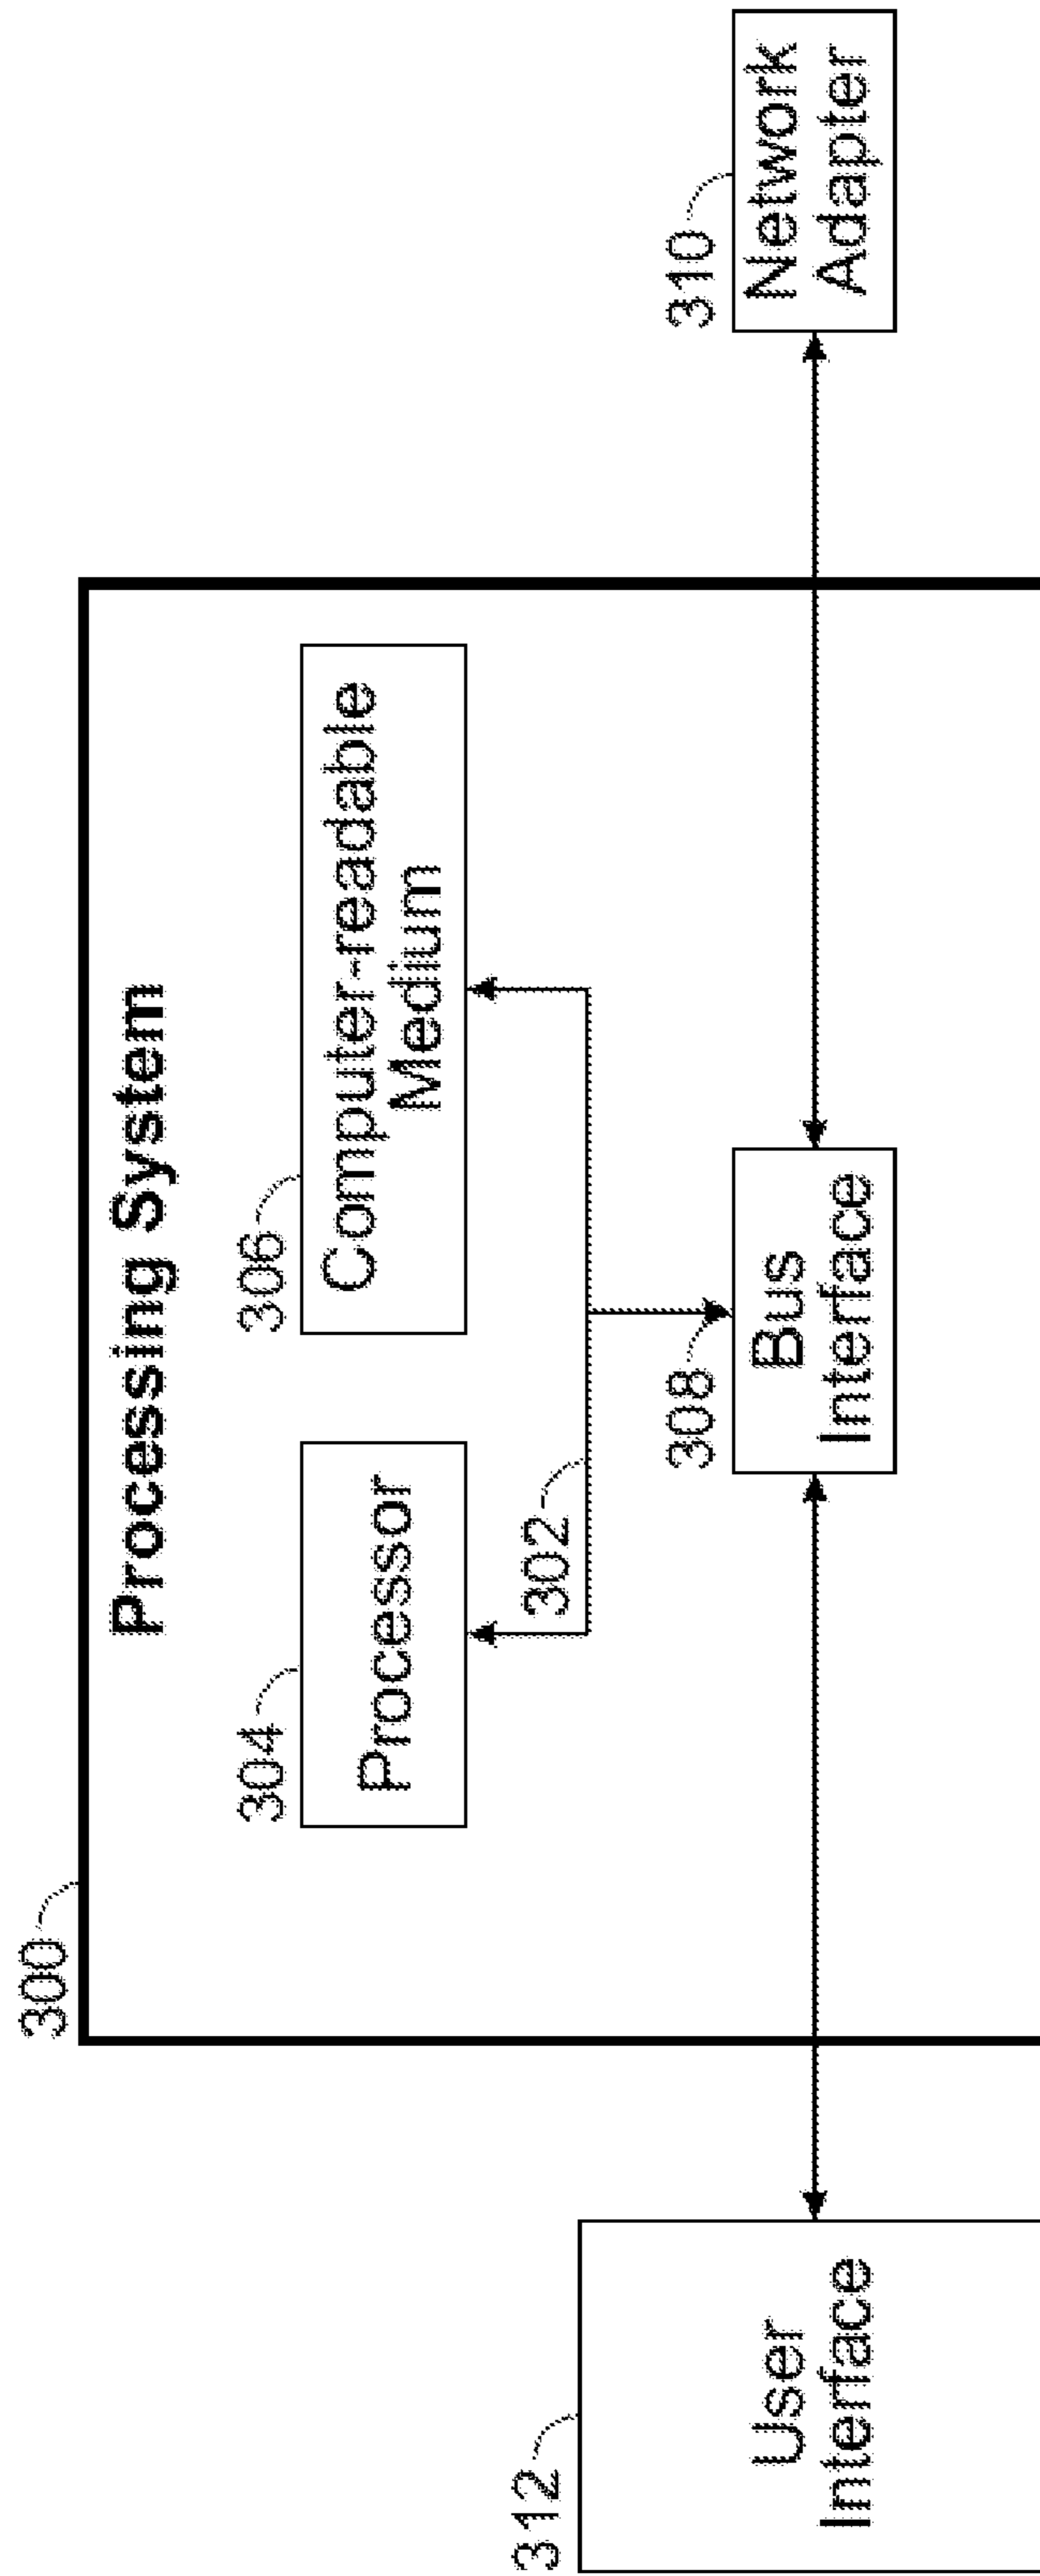 300
Processing System
304
306
Processor
Computer-readable
Medium
302
312
308
310
User
Interface
Bus
Interface
Network
Adapter